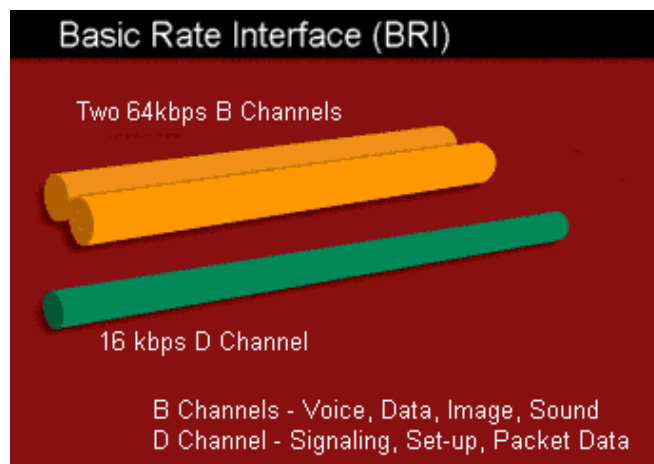 Basic Rate Interface (BRI)
Two 64kbps B Channels
16 kbps D Channel
B Channels - Voice, Data, Image, Sound
D Channel - Signaling, Set-up, Packet Data